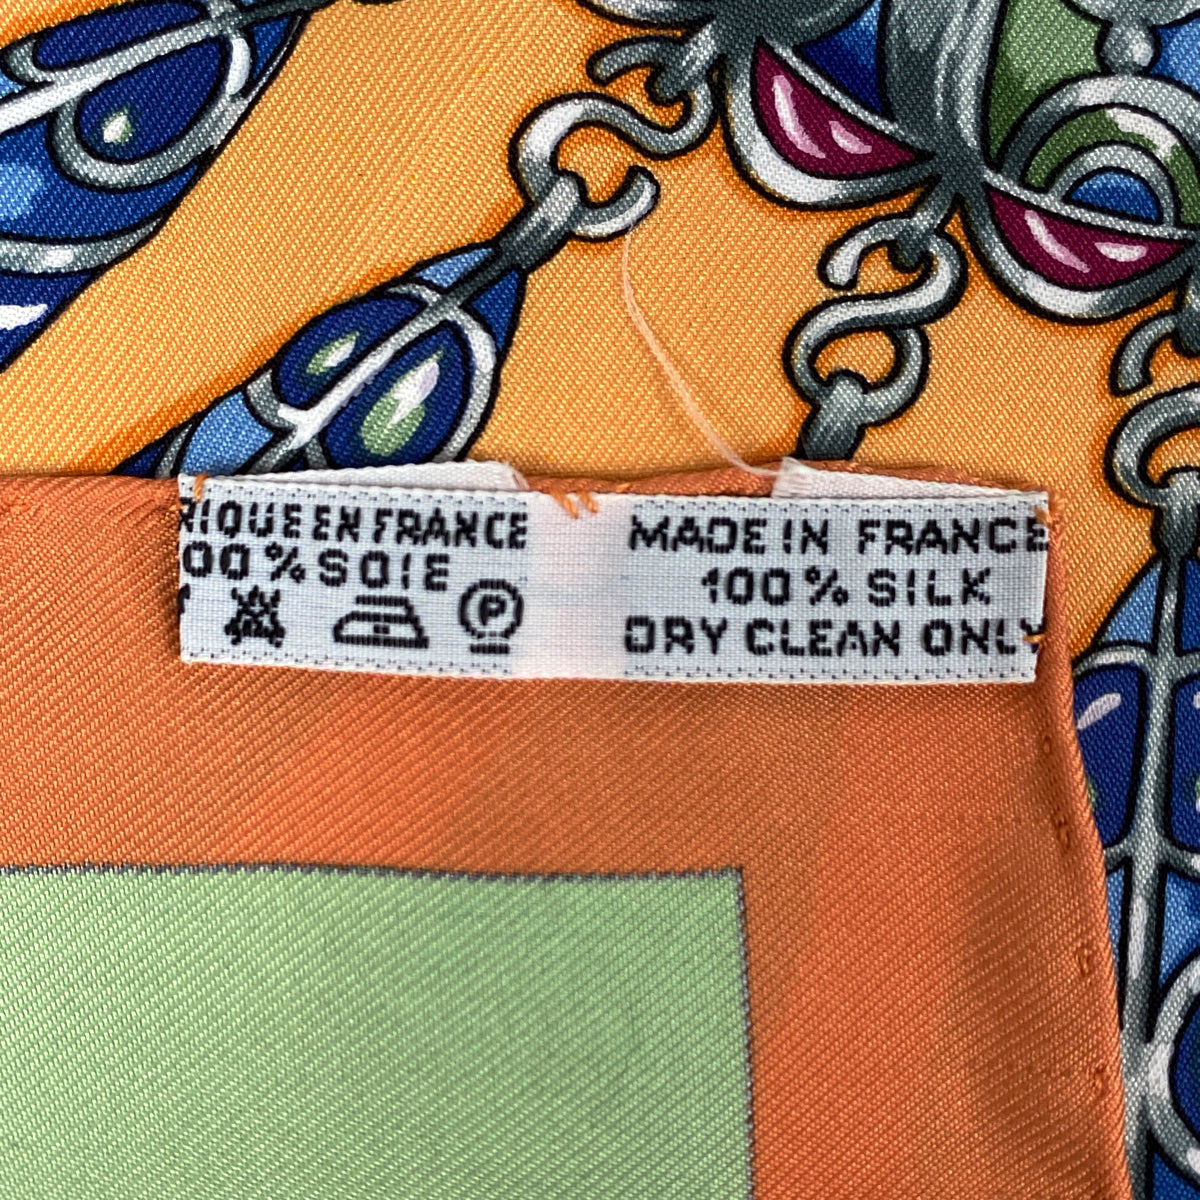 RIQUE EN FRANCE
00 % SOIE
P
MADE IN FRANCE
100 % SILK
DRY CLEAN ONLY